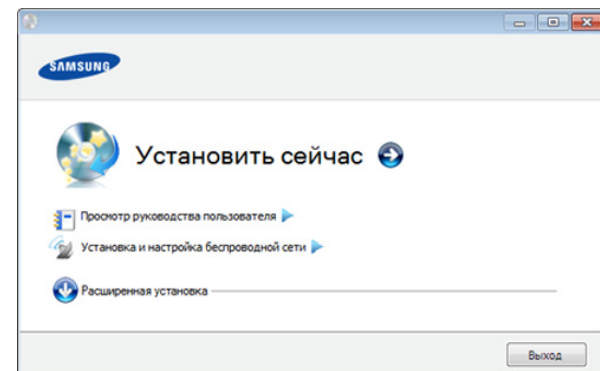 SAMSUNG
Установить сейчас
Просмотр руководства пользователя
Установка и настройка беспроводной сети
Расширенная установка
Выход